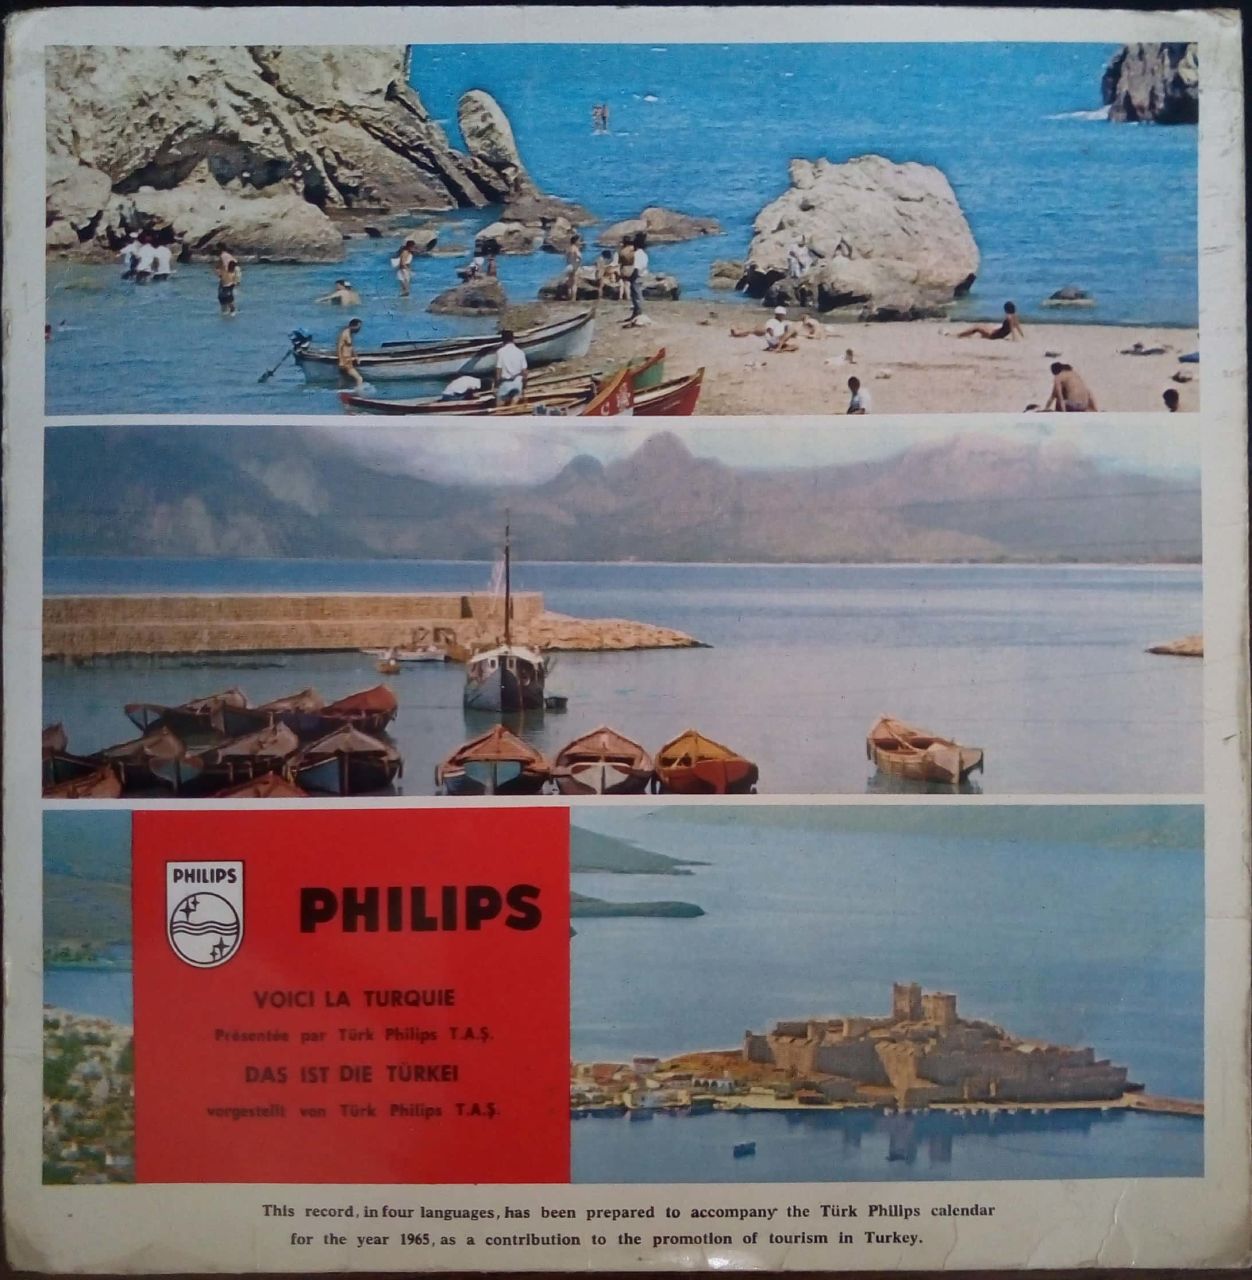 PHILIPS
PHILIPS
VOICI LA TURQUIE
Présentée par Türk Philips T.A.Ş.
DAS IST DIE TÜRKEI
vorgestellt von Türk Philips T.A.Ş.
This record, in four languages, has been prepared to accompany the Türk Philips calendar
for the year 1965, as a contribution to the promotion of tourism in Turkey.